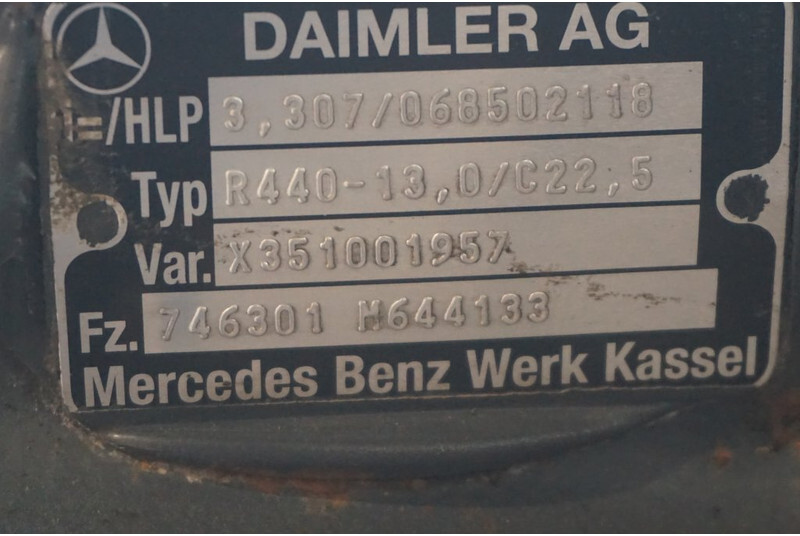 DAIMLER AG
i=/HLP 3,307/068502118
Typ R440-13,0/C22,5
Var. X351001957
Fz. 746301 M644133
Mercedes Benz Werk Kassel